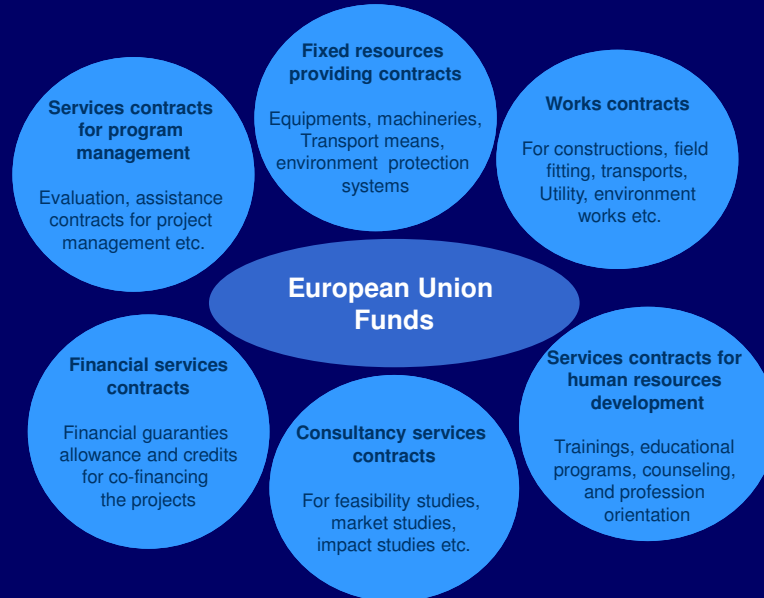 Fixed resources
providing contracts
Equipments, machineries,
Transport means,
environment protection
systems
Services contracts
for program
management
Evaluation, assistance
contracts for project
management etc.
Works contracts
For constructions, field
fitting, transports,
Utility, environment
works etc.
European Union
Funds
Financial services
contracts
Financial guaranties
allowance and credits
for co-financing
the projects
Consultancy services
contracts
For feasibility studies,
market studies,
impact studies etc.
Services contracts for
human resources
development
Trainings, educational
programs, counseling,
and profession
orientation